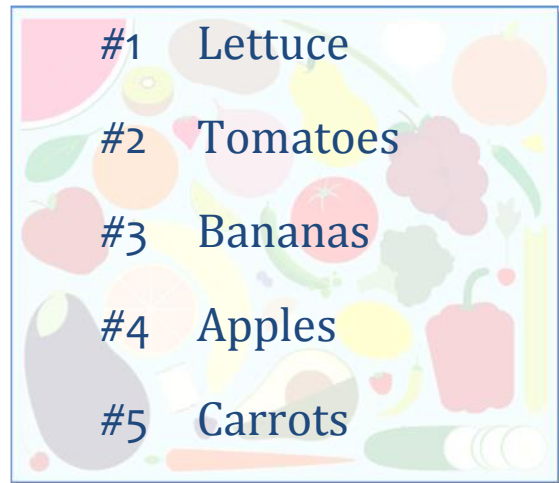 #1 Lettuce
#2 Tomatoes
#3 Bananas
#4 Apples
#5 Carrots